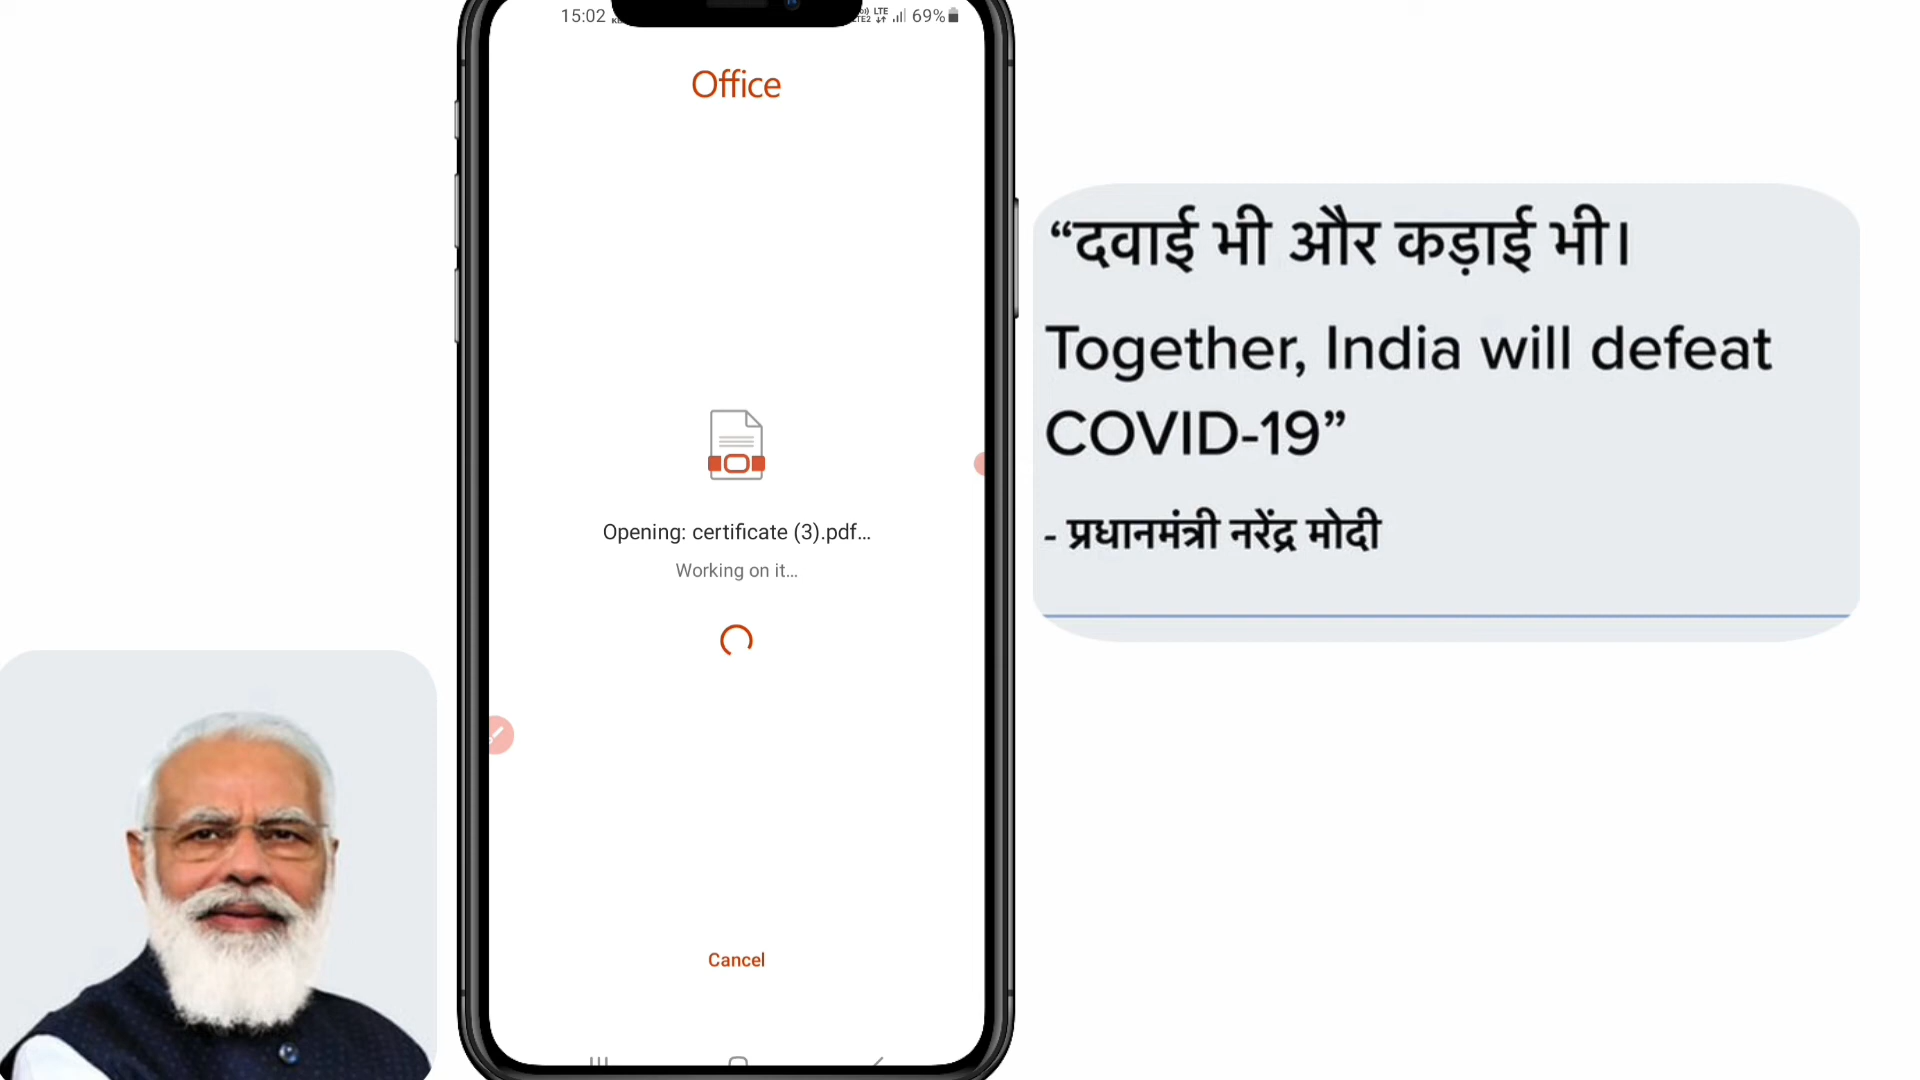 15:02
LTE
69%
Office
Opening: certificate (3).pdf...
Working on it...
Cancel
“दवाई भी और कड़ाई भी।
Together, India will defeat
COVID-19”
- प्रधानमंत्री नरेंद्र मोदी